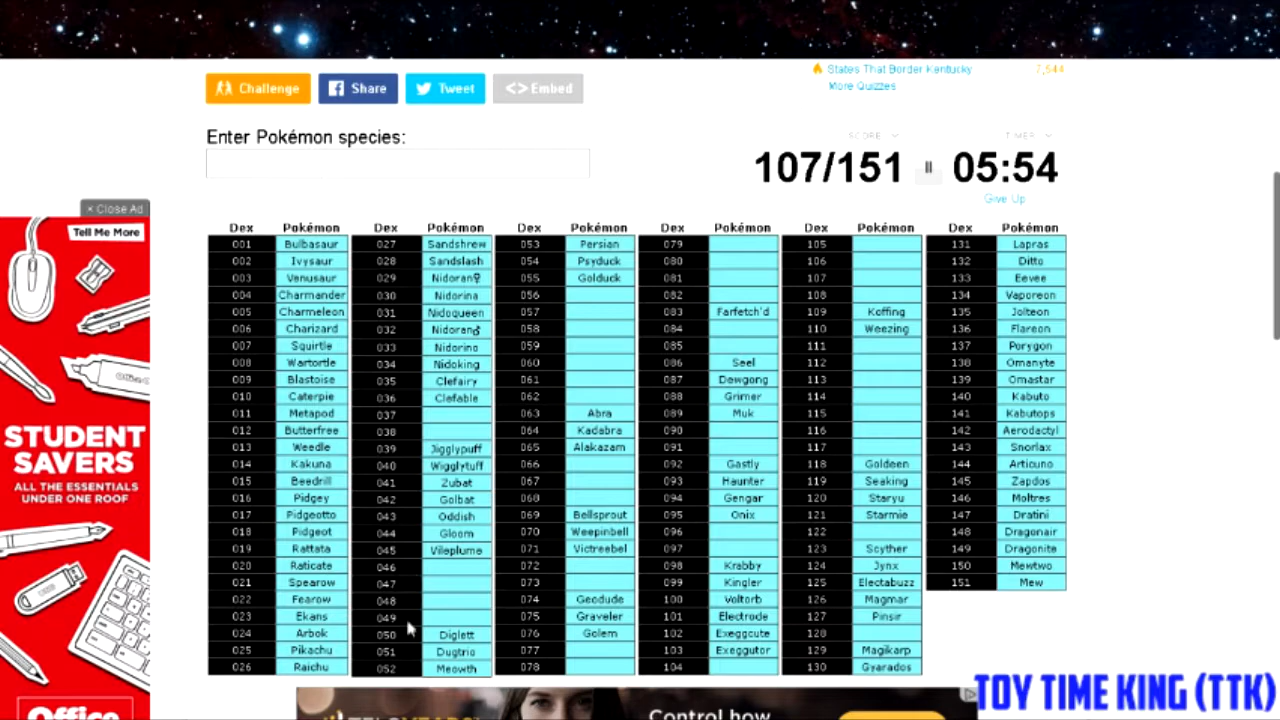 States That Border Kentucky 7,544
More Quizzes
Challenge Share Tweet <> Embed
Enter Pokémon species:
SCORE TIMER
107/151 05:54
Give Up
× Close Ad
Tell Me More
STUDENT
SAVERS
ALL THE ESSENTIALS
UNDER ONE ROOF
Office
Dex Pokémon Dex Pokémon Dex Pokémon Dex Pokémon Dex Pokémon Dex Pokémon
001 Bulbasaur 027 Sandshrew 053 Persian 079 105 131 Lapras
002 Ivysaur 028 Sandslash 054 Psyduck 080 106 132 Ditto
003 Venusaur 029 Nidoran♀ 055 Golduck 081 107 133 Eevee
004 Charmander 030 Nidorina 056 082 108 134 Vaporeon
005 Charmeleon 031 Nidoqueen 057 083 Farfetch'd 109 Koffing 135 Jolteon
006 Charizard 032 Nidoran♂ 058 084 110 Weezing 136 Flareon
007 Squirtle 033 Nidorino 059 085 111 137 Porygon
008 Wartortle 034 Nidoking 060 086 Seel 112 138 Omanyte
009 Blastoise 035 Clefairy 061 087 Dewgong 113 139 Omastar
010 Caterpie 036 Clefable 062 088 Grimer 114 140 Kabuto
011 Metapod 037 063 Abra 089 Muk 115 141 Kabutops
012 Butterfree 038 064 Kadabra 090 116 142 Aerodactyl
013 Weedle 039 Jigglypuff 065 Alakazam 091 117 143 Snorlax
014 Kakuna 040 Wigglytuff 066 092 Gastly 118 Goldeen 144 Articuno
015 Beedrill 041 Zubat 067 093 Haunter 119 Seaking 145 Zapdos
016 Pidgey 042 Golbat 068 094 Gengar 120 Staryu 146 Moltres
017 Pidgeotto 043 Oddish 069 Bellsprout 095 Onix 121 Starmie 147 Dratini
018 Pidgeot 044 Gloom 070 Weepinbell 096 122 148 Dragonair
019 Rattata 045 Vileplume 071 Victreebel 097 123 Scyther 149 Dragonite
020 Raticate 046 072 098 Krabby 124 Jynx 150 Mewtwo
021 Spearow 047 073 099 Kingler 125 Electabuzz 151 Mew
022 Fearow 048 074 Geodude 100 Voltorb 126 Magmar
023 Ekans 049 075 Graveler 101 Electrode 127 Pinsir
024 Arbok 050 Diglett 076 Golem 102 Exeggcute 128
025 Pikachu 051 Dugtrio 077 103 Exeggutor 129 Magikarp
026 Raichu 052 Meowth 078 104 130 Gyarados
Control how
TOY TIME KING (TTK)